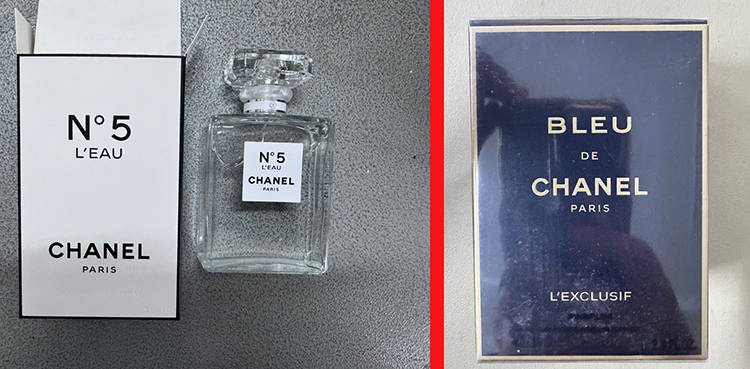 N°5
L'EAU
CHANEL
PARIS
N°5
L'EAU
CHANEL
PARIS
BLEU
DE
CHANEL
PARIS
L'EXCLUSIF